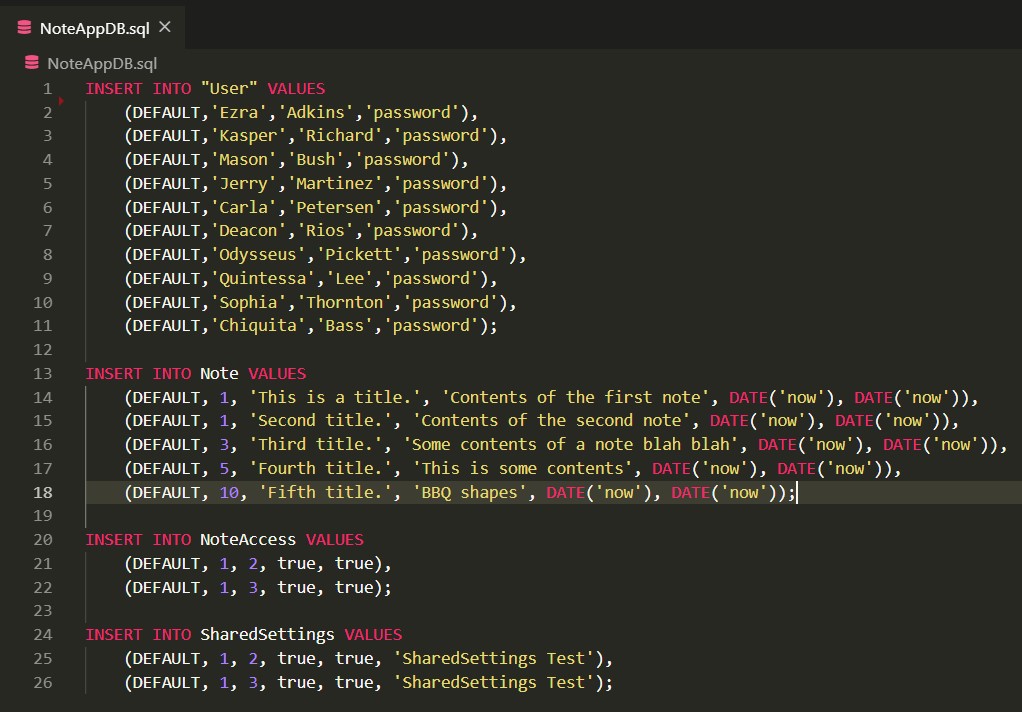 NoteAppDB.sql ×
NoteAppDB.sql
1 INSERT INTO "User" VALUES
2 (DEFAULT,'Ezra','Adkins','password'),
3 (DEFAULT,'Kasper','Richard','password'),
4 (DEFAULT,'Mason','Bush','password'),
5 (DEFAULT,'Jerry','Martinez','password'),
6 (DEFAULT,'Carla','Petersen','password'),
7 (DEFAULT,'Deacon','Rios','password'),
8 (DEFAULT,'Odysseus','Pickett','password'),
9 (DEFAULT,'Quintessa','Lee','password'),
10 (DEFAULT,'Sophia','Thornton','password'),
11 (DEFAULT,'Chiquita','Bass','password');
12
13 INSERT INTO Note VALUES
14 (DEFAULT, 1, 'This is a title.', 'Contents of the first note', DATE('now'), DATE('now')),
15 (DEFAULT, 1, 'Second title.', 'Contents of the second note', DATE('now'), DATE('now')),
16 (DEFAULT, 3, 'Third title.', 'Some contents of a note blah blah', DATE('now'), DATE('now')),
17 (DEFAULT, 5, 'Fourth title.', 'This is some contents', DATE('now'), DATE('now')),
18 (DEFAULT, 10, 'Fifth title.', 'BBQ shapes', DATE('now'), DATE('now'));
19
20 INSERT INTO NoteAccess VALUES
21 (DEFAULT, 1, 2, true, true),
22 (DEFAULT, 1, 3, true, true);
23
24 INSERT INTO SharedSettings VALUES
25 (DEFAULT, 1, 2, true, true, 'SharedSettings Test'),
26 (DEFAULT, 1, 3, true, true, 'SharedSettings Test');